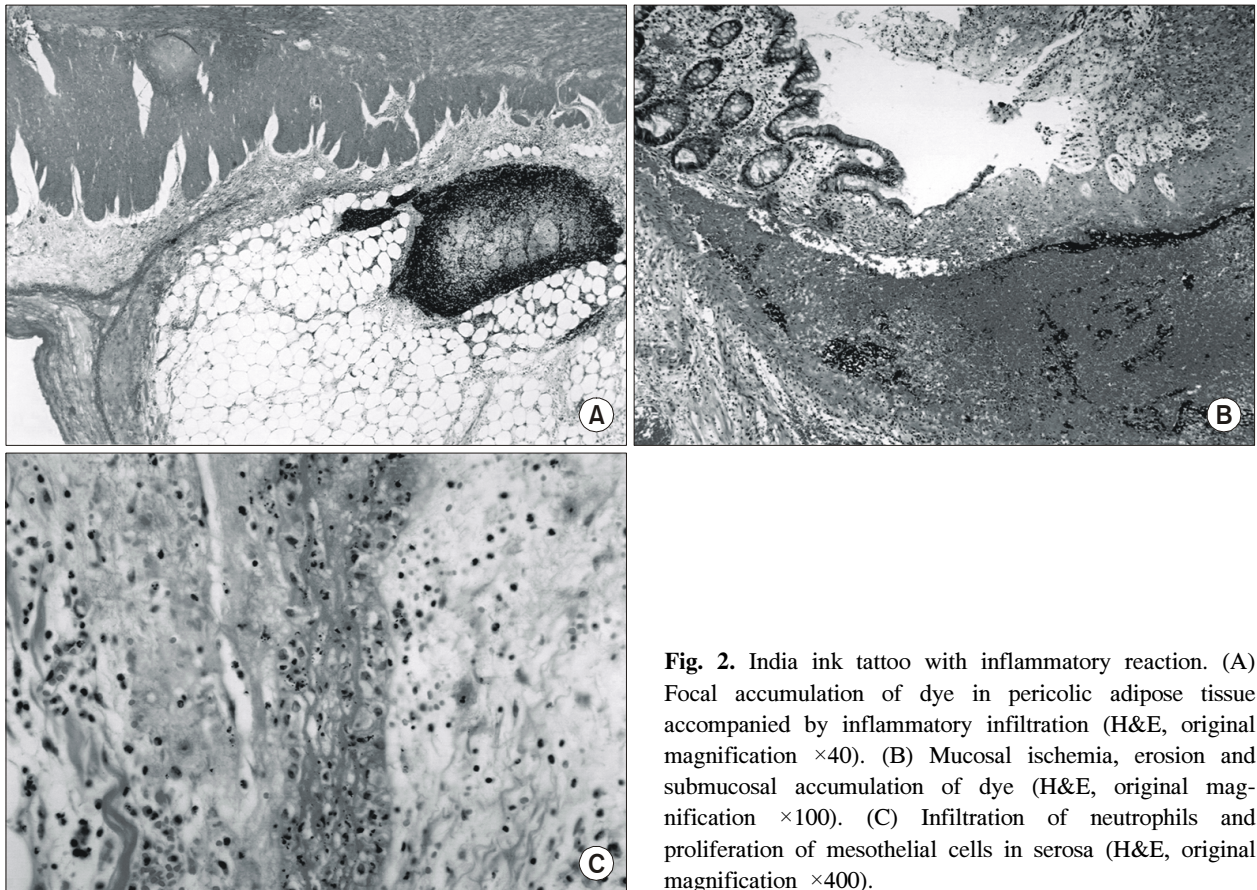 A
B
C
Fig. 2. India ink tattoo with inflammatory reaction. (A)
Focal accumulation of dye in pericolic adipose tissue
accompanied by inflammatory infiltration (H&E, original
magnification ×40). (B) Mucosal ischemia, erosion and
submucosal accumulation of dye (H&E, original mag-
nification ×100). (C) Infiltration of neutrophils and
proliferation of mesothelial cells in serosa (H&E, original
magnification ×400).